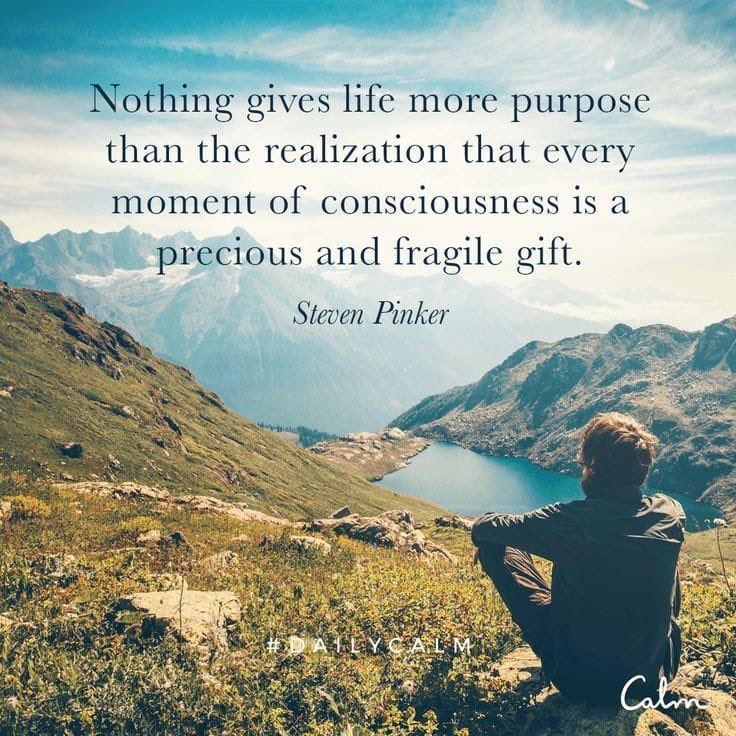 Nothing gives life more purpose
than the realization that every
moment of consciousness is a
precious and fragile gift.
Steven Pinker
#DAILYCALM
Calm